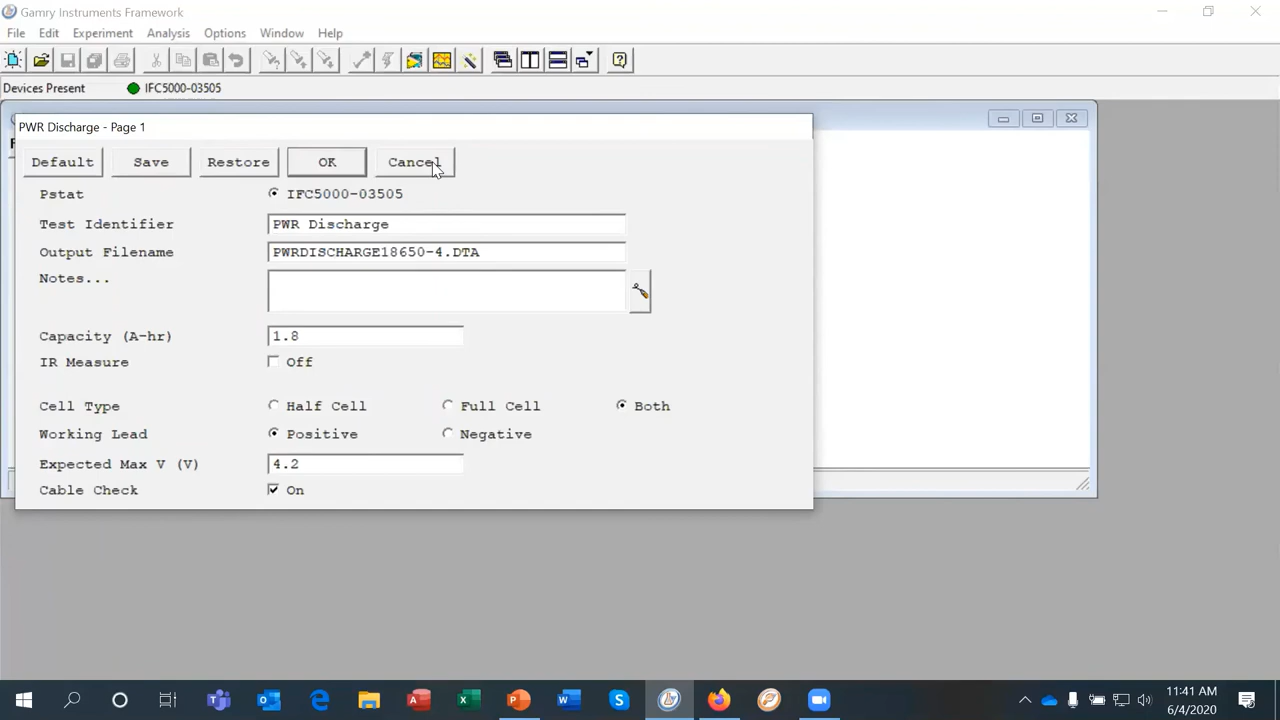 Gamry Instruments Framework
File Edit Experiment Analysis Options Window Help
Devices Present IFC5000-03505
PWR Discharge - Page 1
Default Save Restore OK Cancel
Pstat IFC5000-03505
Test Identifier PWR Discharge
Output Filename PWRDISCHARGE18650-4.DTA
Notes...
Capacity (A-hr) 1.8
IR Measure Off
Cell Type Half Cell Full Cell Both
Working Lead Positive Negative
Expected Max V (V) 4.2
Cable Check On
11:41 AM
6/4/2020